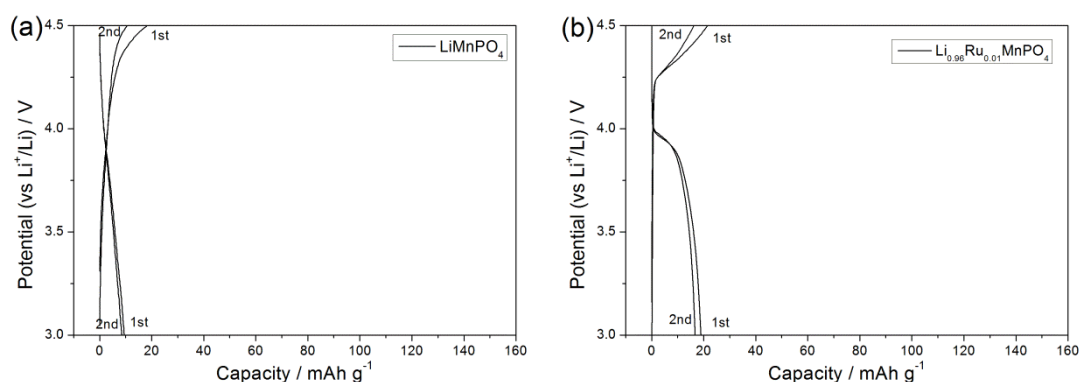 (a)
4.5
4.0
3.5
3.0
Potential (vs Li⁺/Li) / V
2nd
1st
LiMnPO₄
2nd
1st
0 20 40 60 80 100 120 140 160
Capacity / mAh g⁻¹
(b)
4.5
4.0
3.5
3.0
Potential (vs Li⁺/Li) / V
2nd
1st
Li₀.₉₆Ru₀.₀₁MnPO₄
2nd
1st
0 20 40 60 80 100 120 140 160
Capacity / mAh g⁻¹